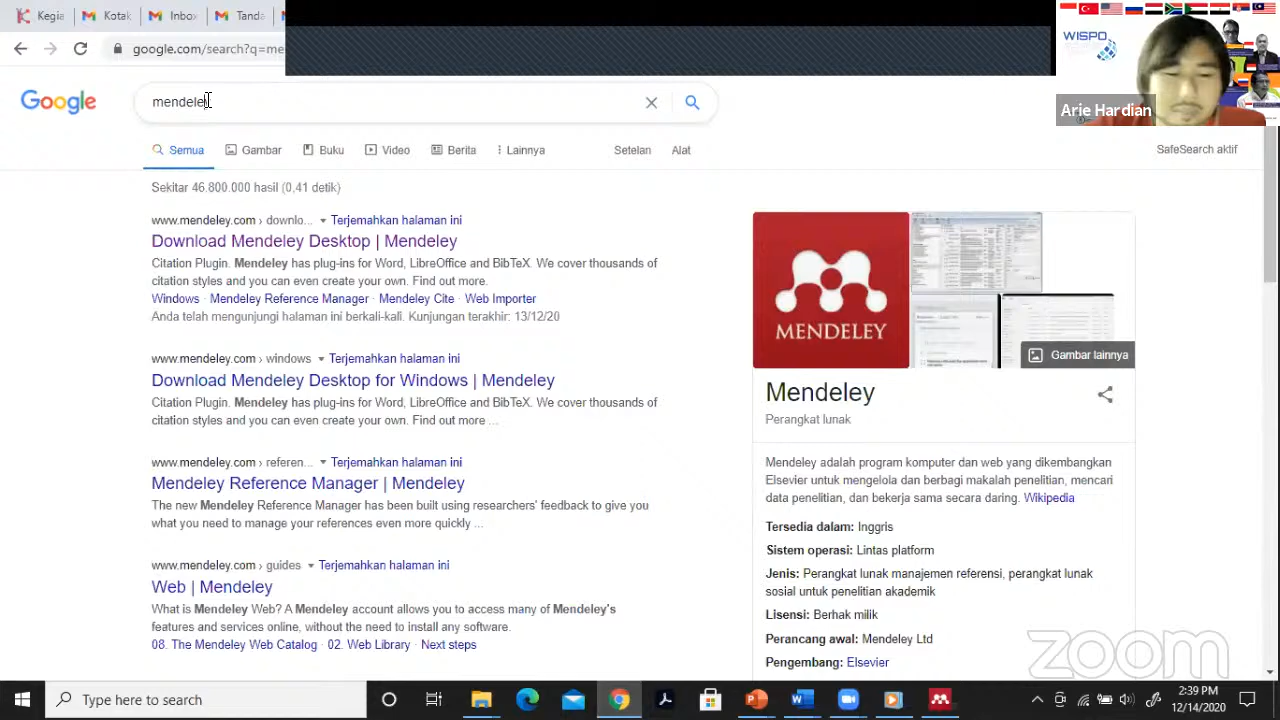 Kegia
Kotak
Tanda
google.com/search?q=me
WISPO
Arie Hardian
Google
mendeley
Semua Gambar Buku Video Berita Lainnya Setelan Alat SafeSearch aktif
Sekitar 46.800.000 hasil (0,41 detik)
www.mendeley.com › downlo... Terjemahkan halaman ini
Download Mendeley Desktop | Mendeley
Citation Plugin. Mendeley has plug-ins for Word, LibreOffice and BibTeX. We cover thousands of
citation styles and you can even create your own. Find out more.
Windows · Mendeley Reference Manager · Mendeley Cite · Web Importer
Anda telah mengunjungi halaman ini berkali-kali. Kunjungan terakhir: 13/12/20
www.mendeley.com › windows Terjemahkan halaman ini
Download Mendeley Desktop for Windows | Mendeley
Citation Plugin. Mendeley has plug-ins for Word, LibreOffice and BibTeX. We cover thousands of
citation styles and you can even create your own. Find out more ...
www.mendeley.com › referen... Terjemahkan halaman ini
Mendeley Reference Manager | Mendeley
The new Mendeley Reference Manager has been built using researchers' feedback to give you
what you need to manage your references even more quickly ...
www.mendeley.com › guides Terjemahkan halaman ini
Web | Mendeley
What is Mendeley Web? A Mendeley account allows you to access many of Mendeley's
features and services online, without the need to install any software.
08. The Mendeley Web Catalog · 02. Web Library · Next steps
MENDELEY
Gambar lainnya
Mendeley
Perangkat lunak
Mendeley adalah program komputer dan web yang dikembangkan
Elsevier untuk mengelola dan berbagi makalah penelitian, mencari
data penelitian, dan bekerja sama secara daring. Wikipedia
Tersedia dalam: Inggris
Sistem operasi: Lintas platform
Jenis: Perangkat lunak manajemen referensi, perangkat lunak
sosial untuk penelitian akademik
Lisensi: Berhak milik
Perancang awal: Mendeley Ltd
Pengembang: Elsevier
zoom
Type here to search
2:39 PM
12/14/2020